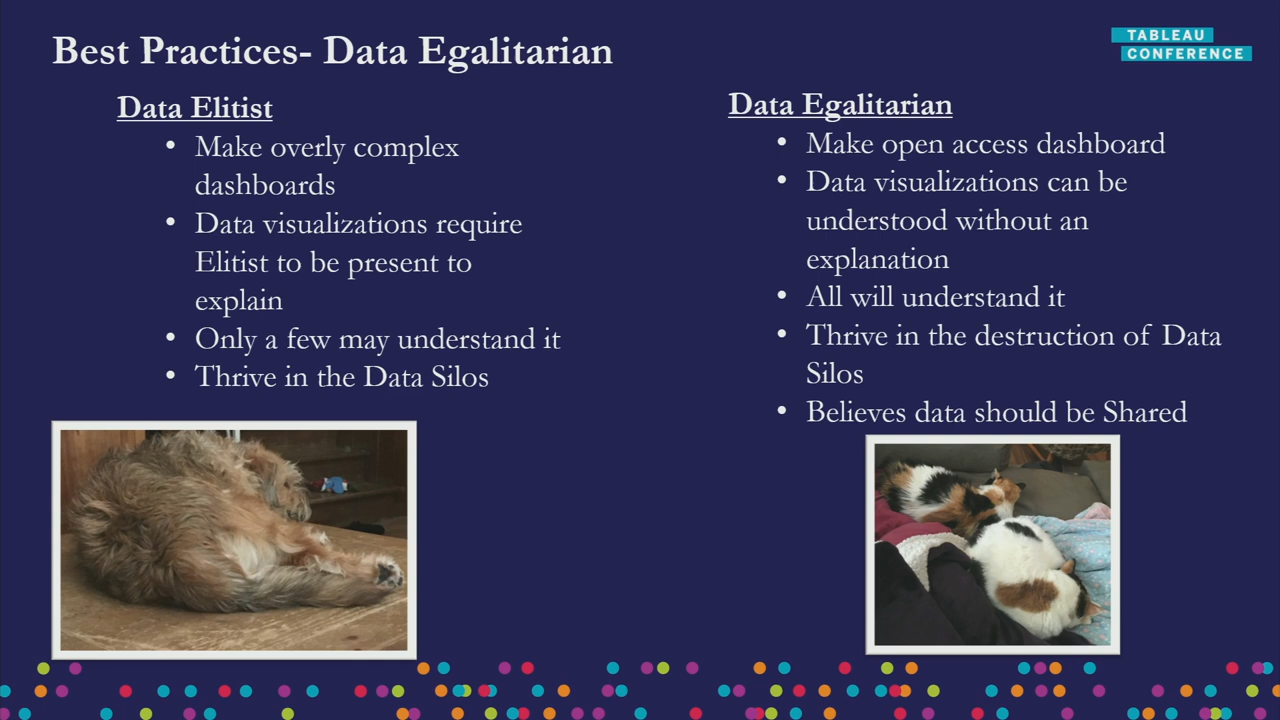 Best Practices- Data Egalitarian
TABLEAU
CONFERENCE
Data Elitist
• Make overly complex
dashboards
• Data visualizations require
Elitist to be present to
explain
• Only a few may understand it
• Thrive in the Data Silos
Data Egalitarian
• Make open access dashboard
• Data visualizations can be
understood without an
explanation
• All will understand it
• Thrive in the destruction of Data
Silos
• Believes data should be Shared